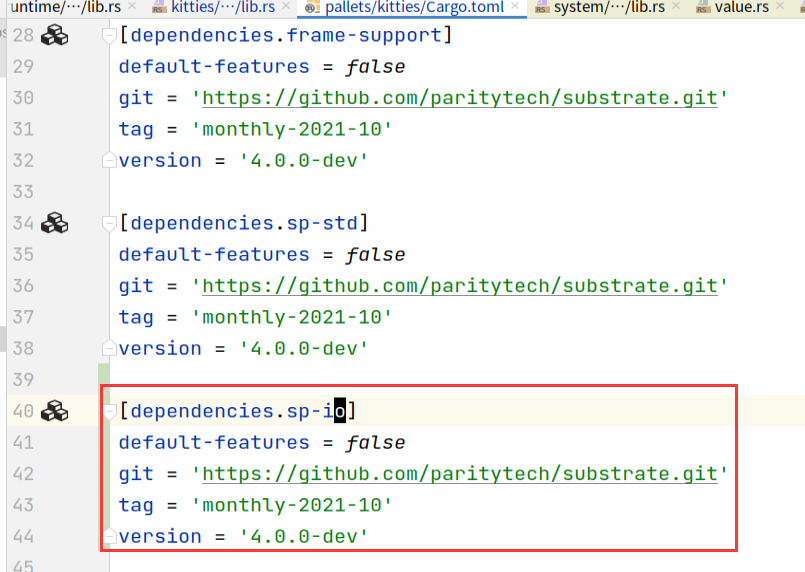 untime/···/lib.rs × kitties/···/lib.rs × pallets/kitties/Cargo.toml × system/···/lib.rs × value.rs ×
28 [dependencies.frame-support]
29 default-features = false
30 git = 'https://github.com/paritytech/substrate.git'
31 tag = 'monthly-2021-10'
32 version = '4.0.0-dev'
33
34 [dependencies.sp-std]
35 default-features = false
36 git = 'https://github.com/paritytech/substrate.git'
37 tag = 'monthly-2021-10'
38 version = '4.0.0-dev'
39
40 [dependencies.sp-io]
41 default-features = false
42 git = 'https://github.com/paritytech/substrate.git'
43 tag = 'monthly-2021-10'
44 version = '4.0.0-dev'
45